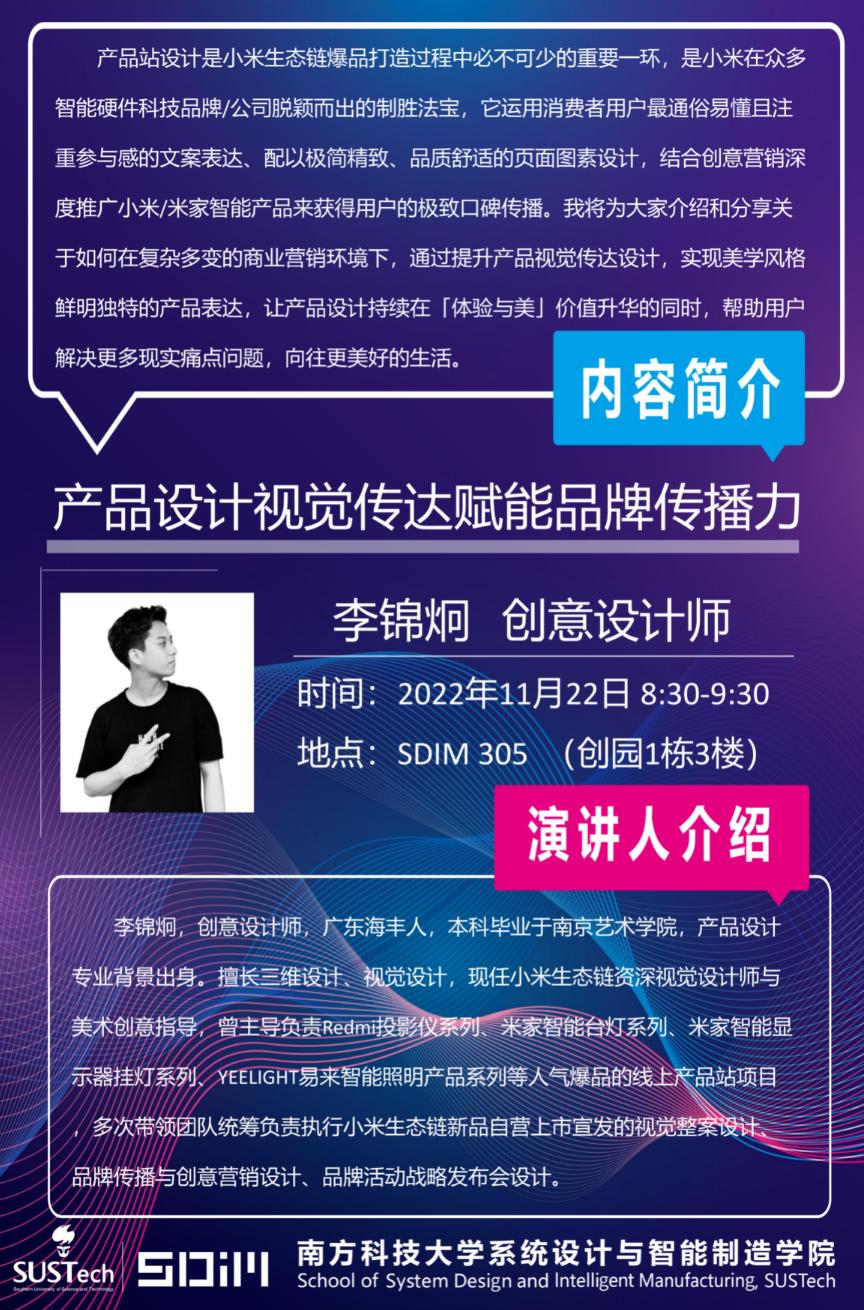 产品站设计是小米生态链爆品打造过程中必不可少的重要一环，是小米在众多
智能硬件科技品牌/公司脱颖而出的制胜法宝，它运用消费者用户最通俗易懂且注
重参与感的文案表达、配以极简精致、品质舒适的页面图素设计，结合创意营销深
度推广小米/米家智能产品来获得用户的极致口碑传播。我将为大家介绍和分享关
于如何在复杂多变的商业营销环境下，通过提升产品视觉传达设计，实现美学风格
鲜明独特的产品表达，让产品设计持续在「体验与美」价值升华的同时，帮助用户
解决更多现实痛点问题，向往更美好的生活。
内容简介
产品设计视觉传达赋能品牌传播力
李锦炯 创意设计师
时间：2022年11月22日 8:30-9:30
地点：SDIM 305 （创园1栋3楼）
演讲人介绍
李锦炯，创意设计师，广东海丰人，本科毕业于南京艺术学院，产品设计
专业背景出身。擅长三维设计、视觉设计，现任小米生态链资深视觉设计师与
美术创意指导，曾主导负责Redmi投影仪系列、米家智能台灯系列、米家智能显
示器挂灯系列、YEELIGHT易来智能照明产品系列等人气爆品的线上产品站项目
，多次带领团队统筹负责执行小米生态链新品自营上市宣发的视觉整案设计、
品牌传播与创意营销设计、品牌活动战略发布会设计。
SUSTech
Southern University of Science and Technology
SDIM
南方科技大学系统设计与智能制造学院
School of System Design and Intelligent Manufacturing, SUSTech